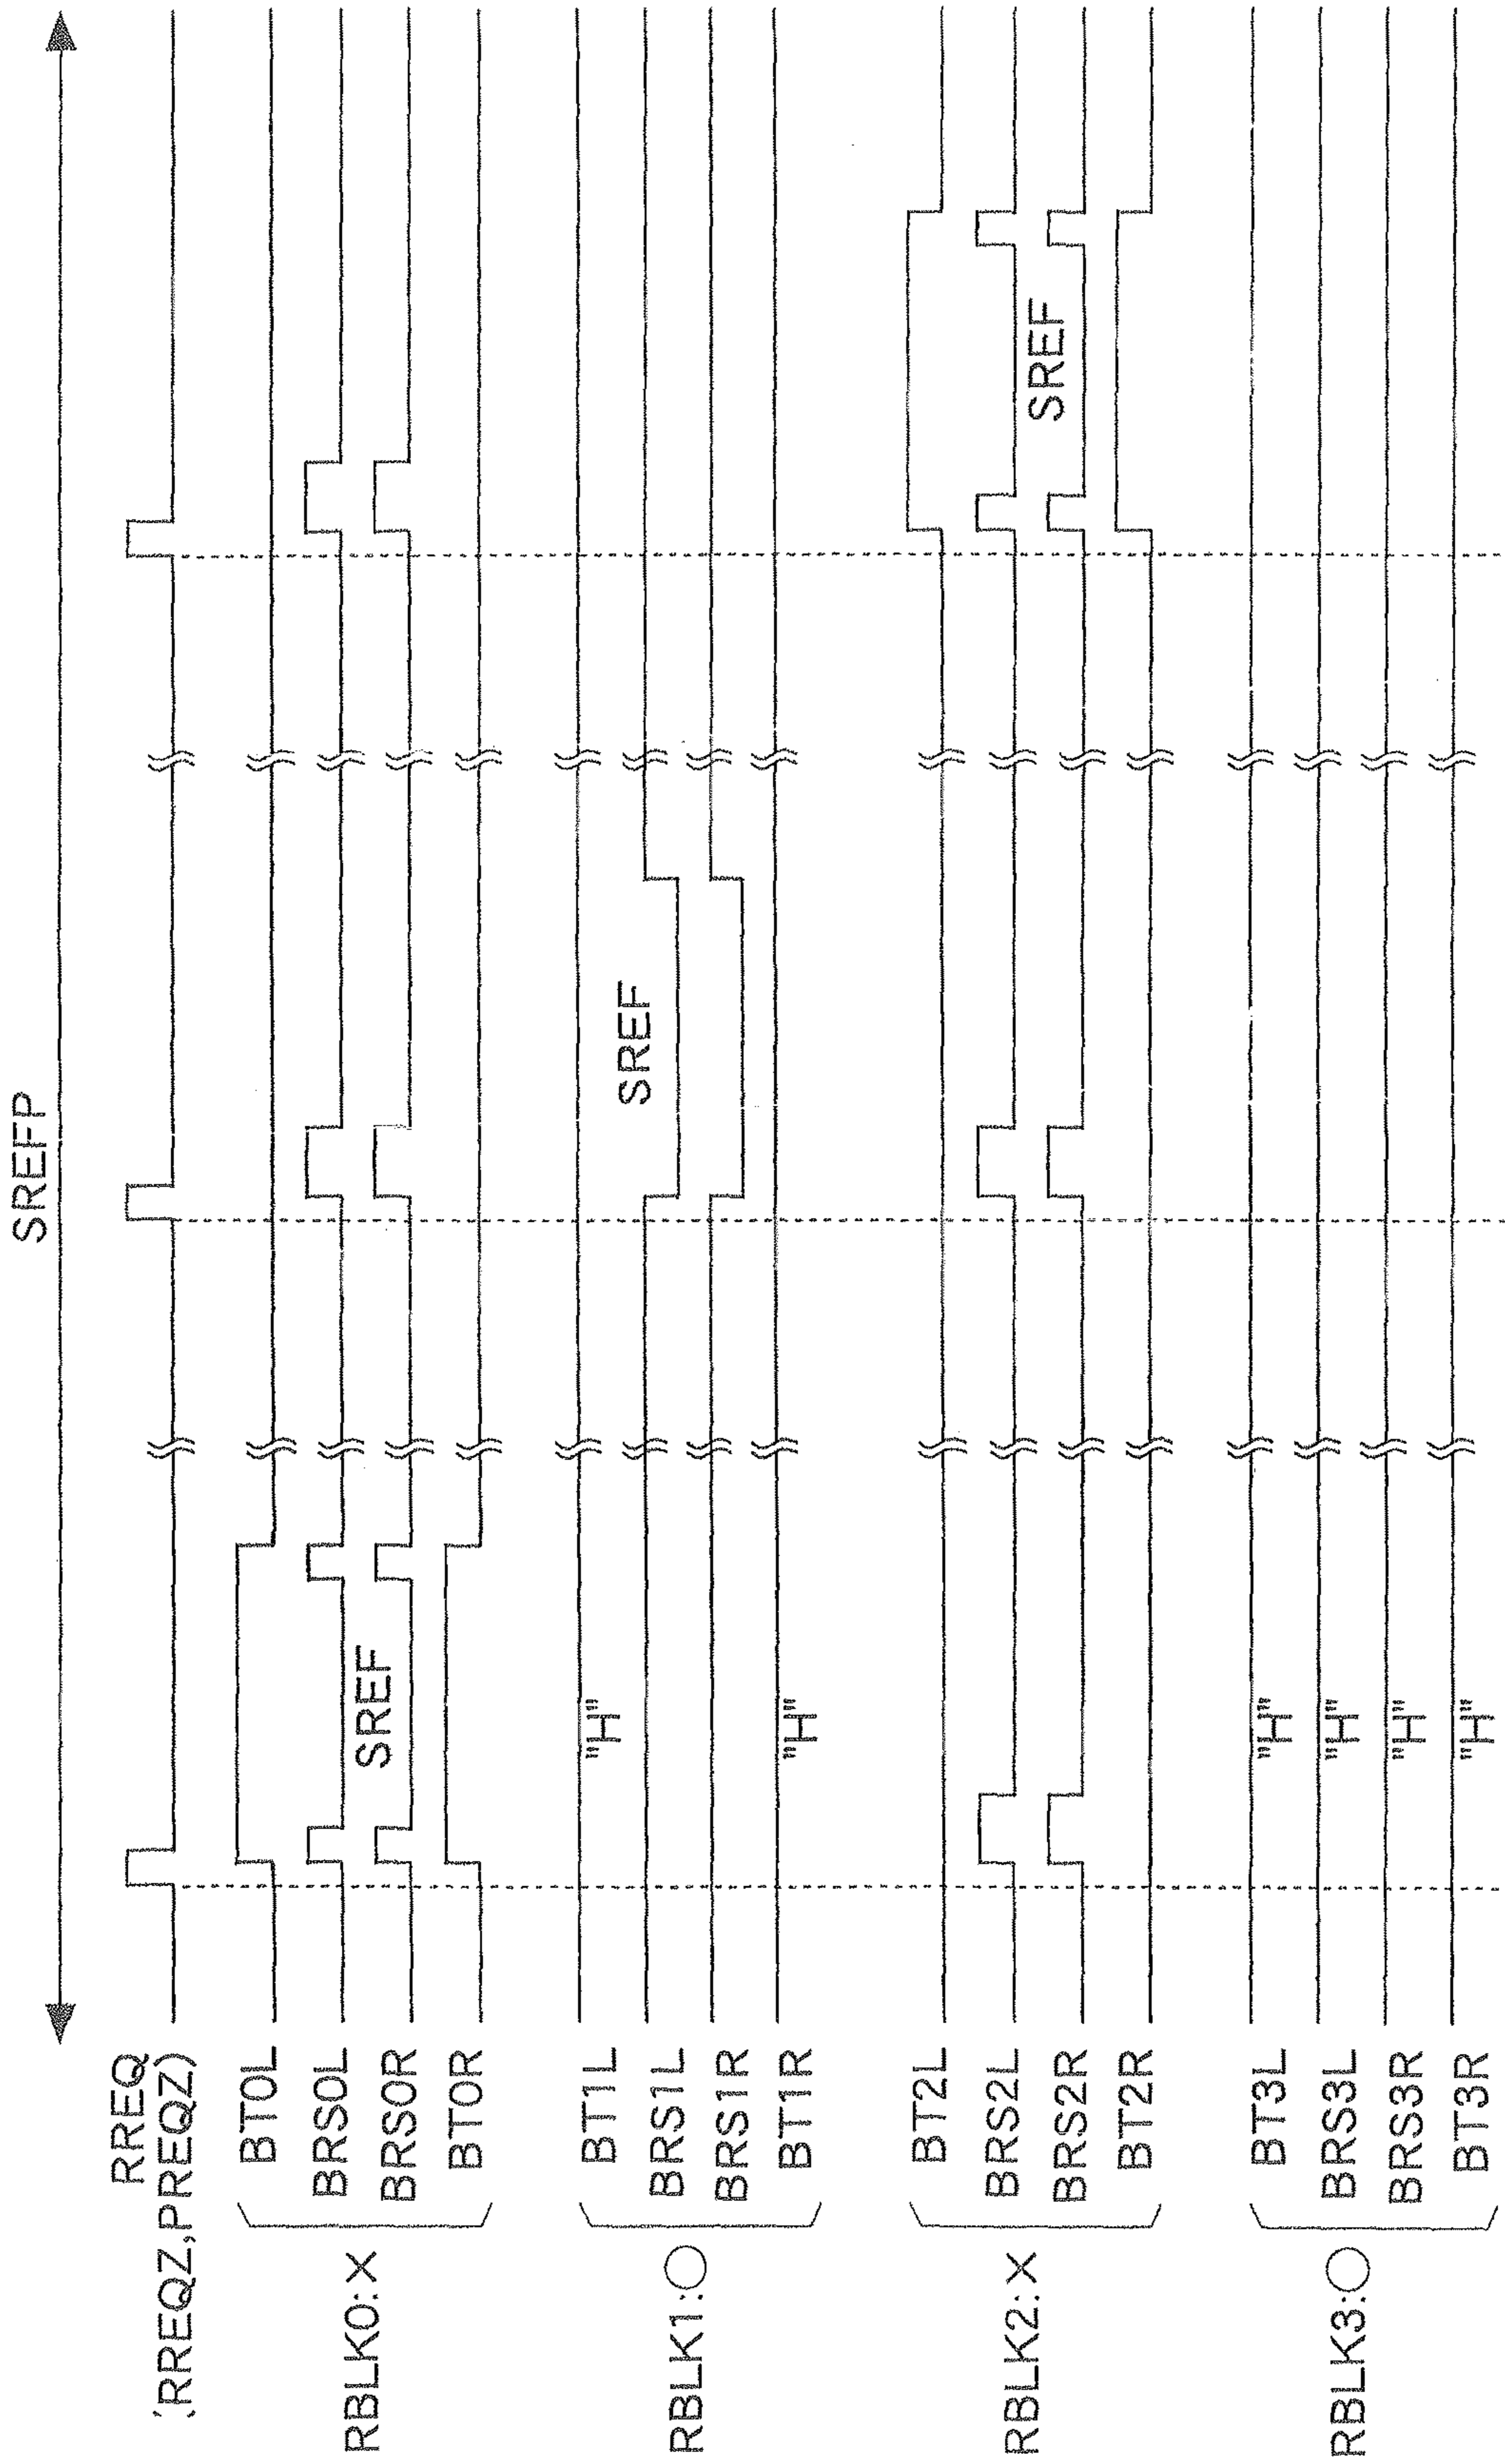 SREFP
RREQ
(RREQZ,PREQZ)
RBLK0:×
BT0L
BRS0L
BRS0R
BT0R
SREF
RBLK1:○
BT1L
"H"
BRS1L
BRS1R
SREF
BT1R
"H"
RBLK2:×
BT2L
BRS2L
BRS2R
BT2R
SREF
RBLK3:○
BT3L
"H"
BRS3L
"H"
BRS3R
"H"
BT3R
"H"